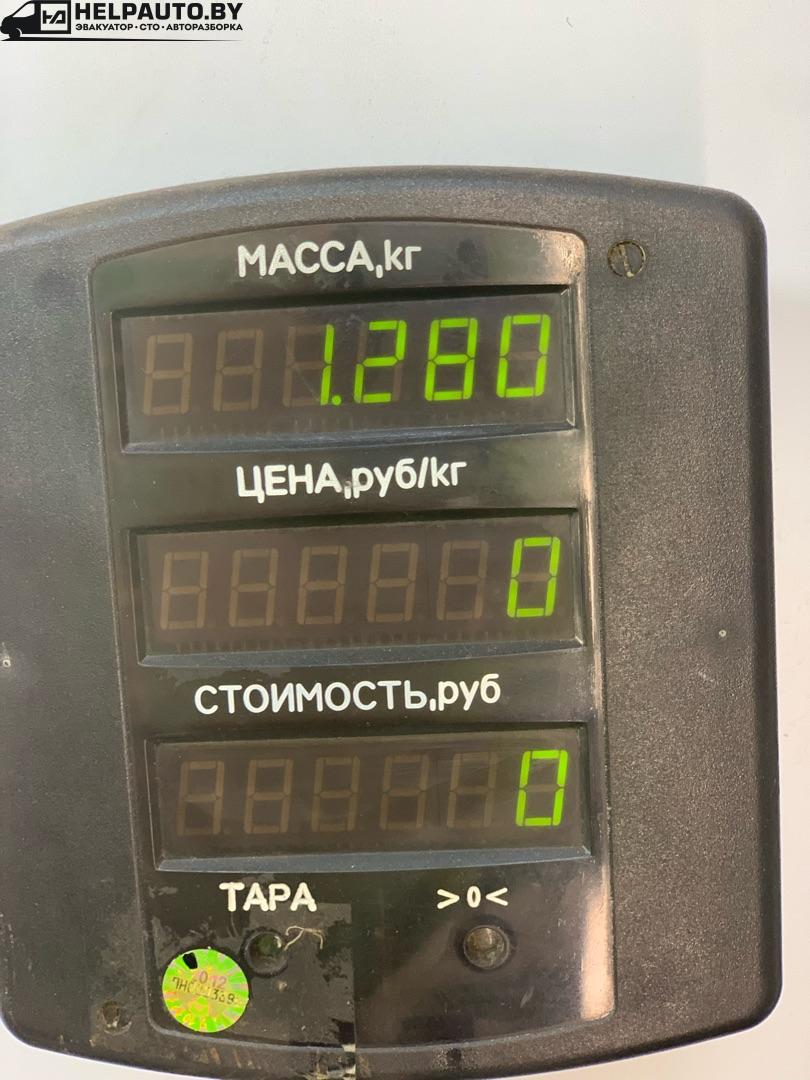 HELPAUTO.BY
ЭВАКУАТОР • СТО • АВТОРАЗБОРКА
МАССА,кг
1.280
ЦЕНА,руб/кг
0
СТОИМОСТЬ,руб
0
ТАРА >0<